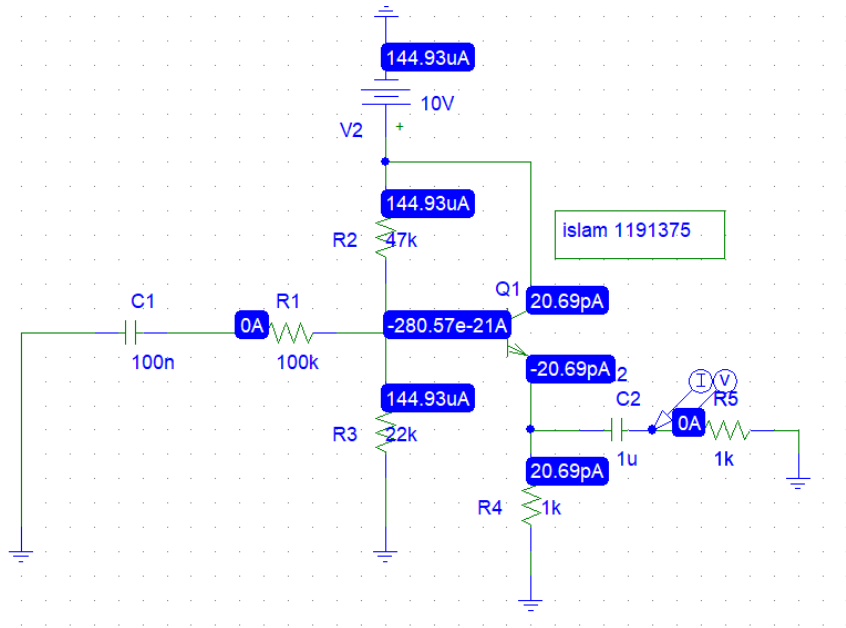 144.93uA
10V
V2
+
144.93uA
R2
47k
islam 1191375
Q1
20.69pA
C1
0A
R1
-280.57e-21A
100n
100k
-20.69pA
2
I
V
144.93uA
C2
0A
R5
R3
22k
1u
1k
20.69pA
R4
1k